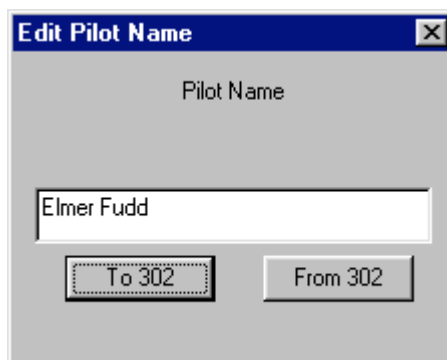 Edit Pilot Name
Pilot Name
Elmer Fudd
To 302 From 302